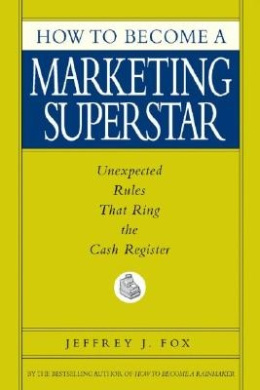 HOW TO BECOME A
MARKETING
SUPERSTAR
Unexpected
Rules
That Ring
the
Cash Register
JEFFREY J. FOX
BY THE BESTSELLING AUTHOR OF HOW TO BECOME A RAINMAKER